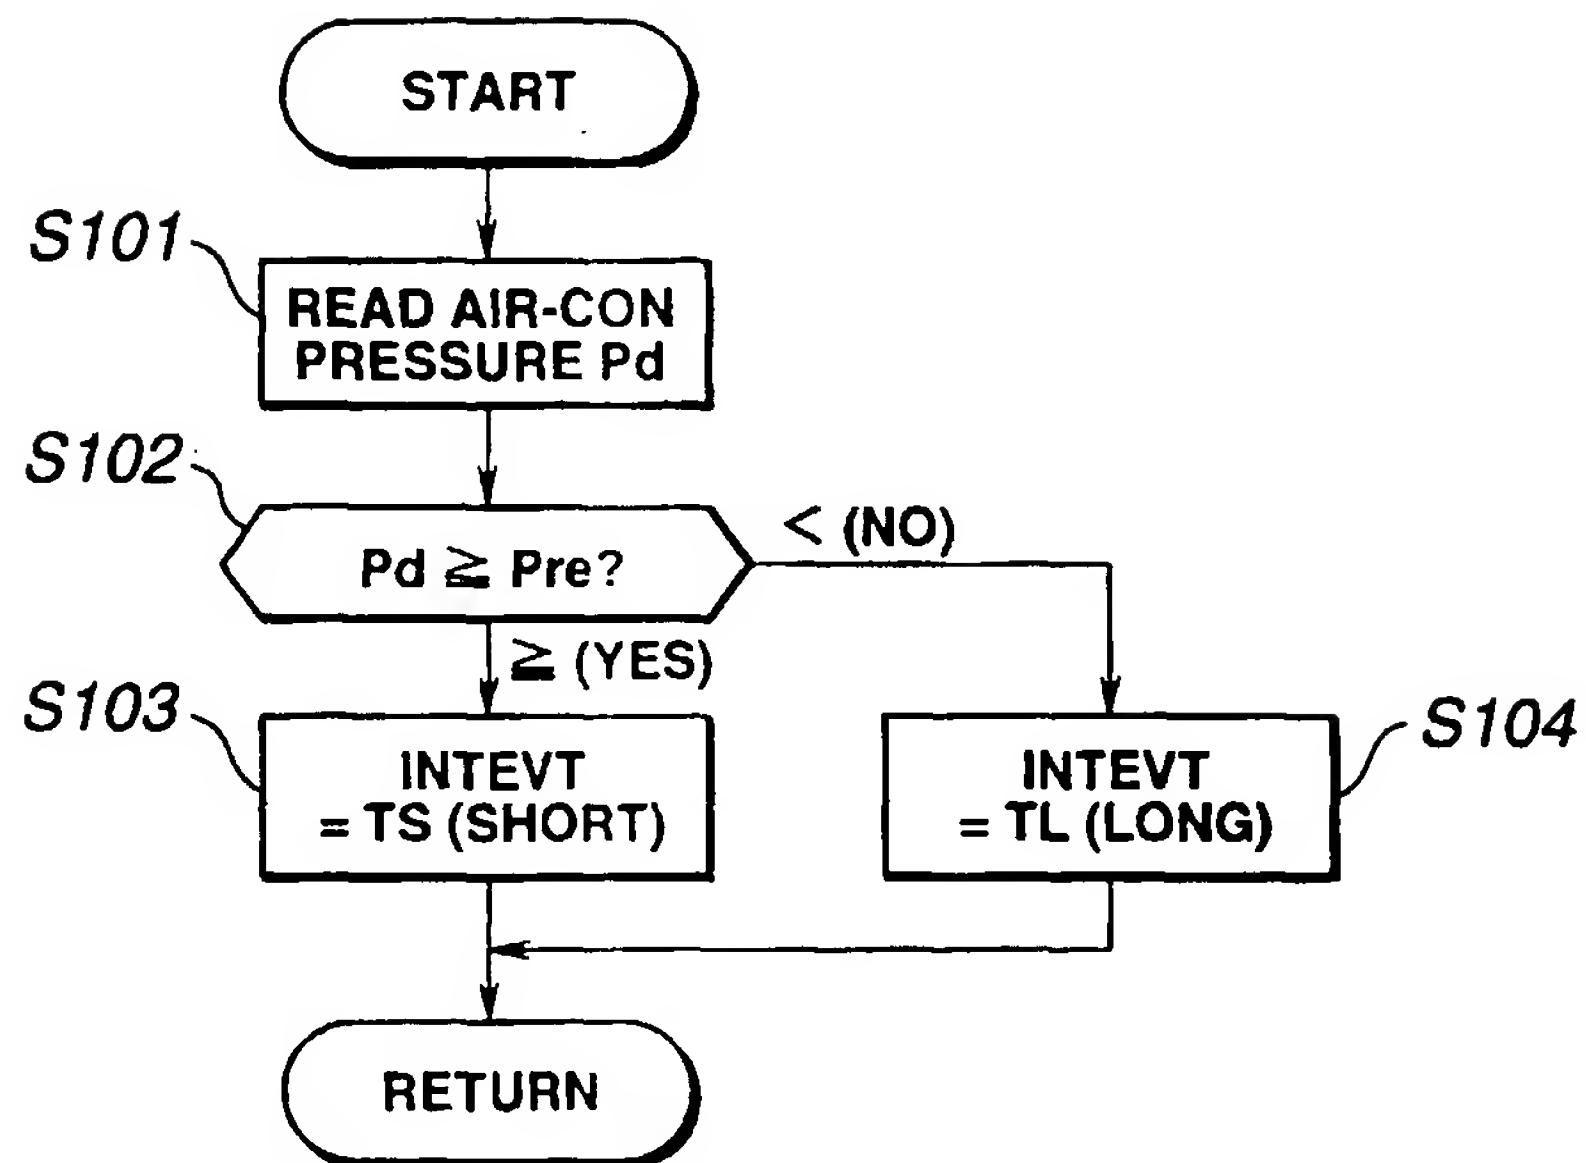 START
S101
READ AIR-CON
PRESSURE Pd
S102
Pd ≧ Pre?
< (NO)
≧ (YES)
S103
INTEVT
= TS (SHORT)
INTEVT
= TL (LONG)
S104
RETURN